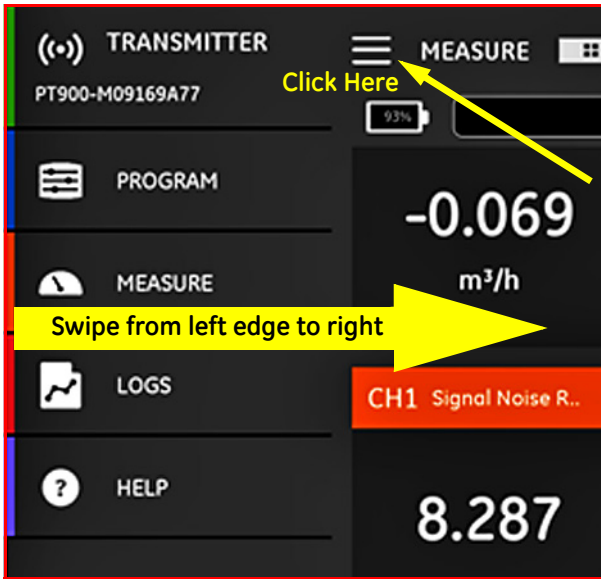 TRANSMITTER
MEASURE
Click Here
PT900-M09169A77
93%
PROGRAM
-0.069
MEASURE
m³/h
Swipe from left edge to right
LOGS
CH1 Signal Noise R..
?
HELP
8.287